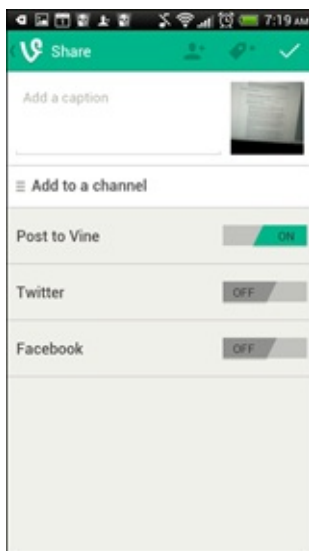 7:19 AM
Share
Add a caption
Add to a channel
Post to Vine
ON
Twitter
OFF
Facebook
OFF